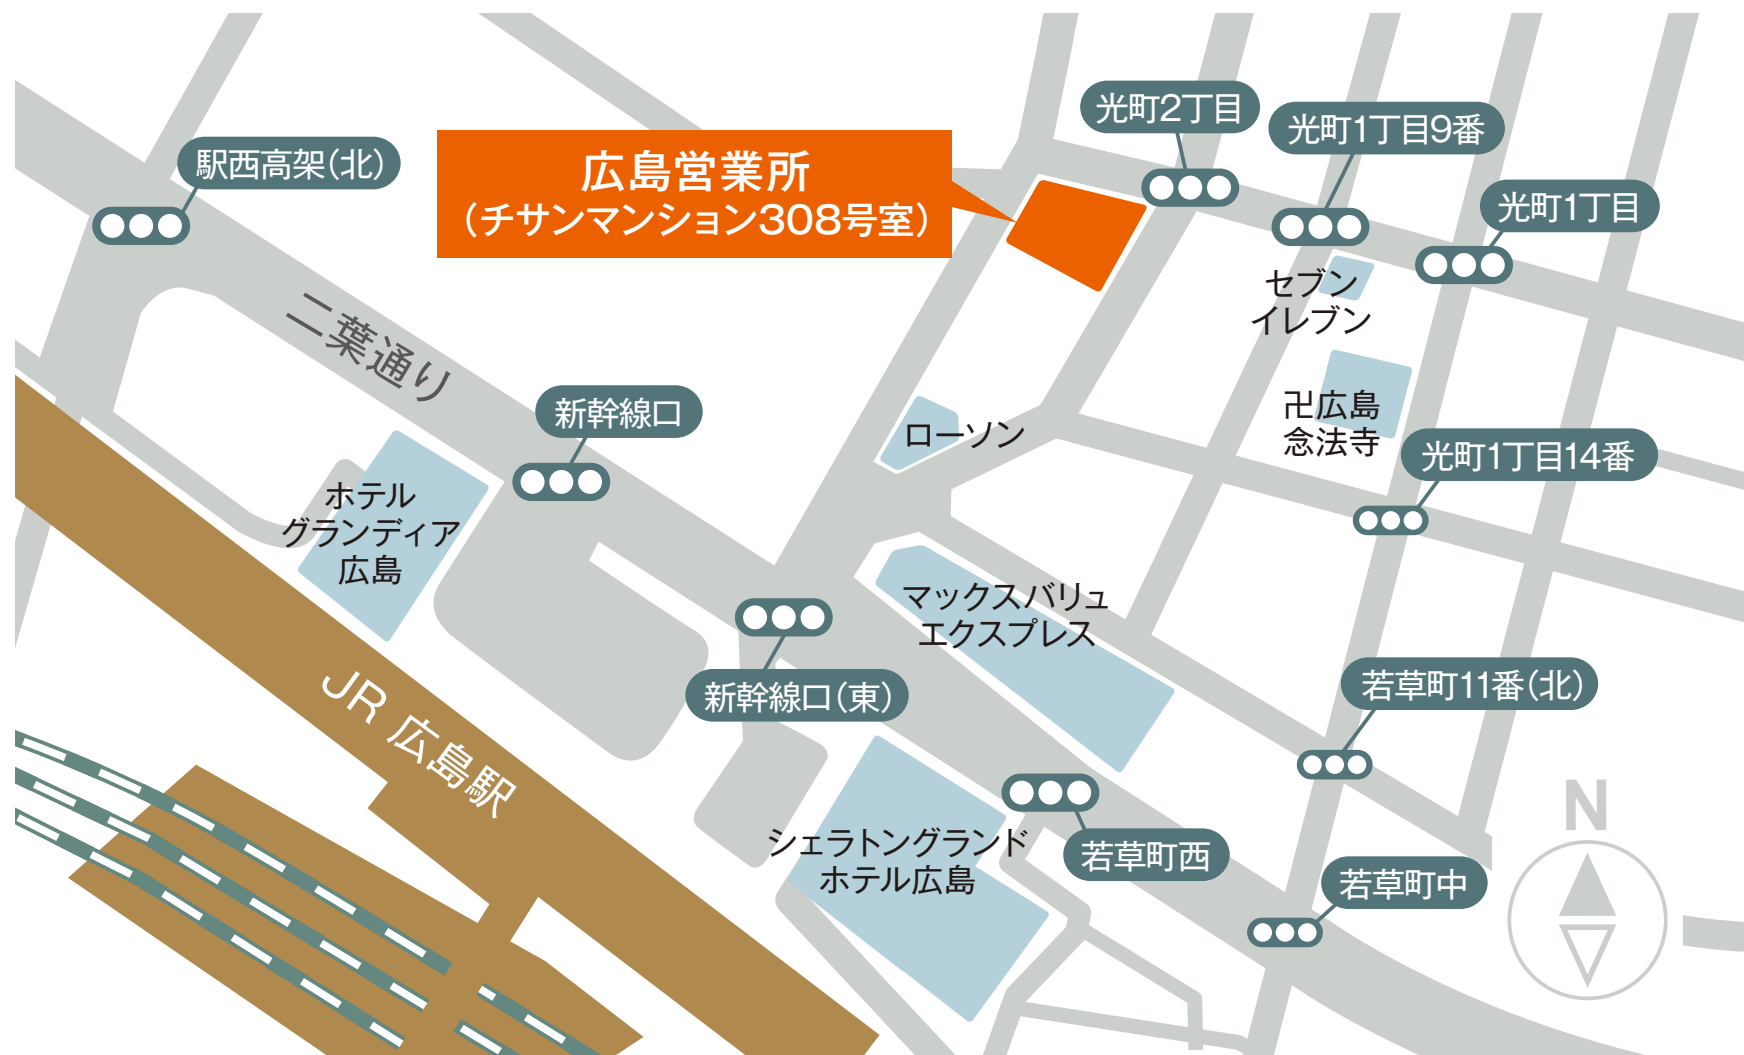 光町2丁目
光町1丁目9番
駅西高架(北)
広島営業所
(チサンマンション308号室)
光町1丁目
セブン
イレブン
二葉通り
新幹線口
卍広島
念法寺
ローソン
光町1丁目14番
ホテル
グランディア
広島
マックスバリュ
エクスプレス
新幹線口(東)
若草町11番(北)
JR 広島駅
シェラトングランド
ホテル広島
若草町西
若草町中
N